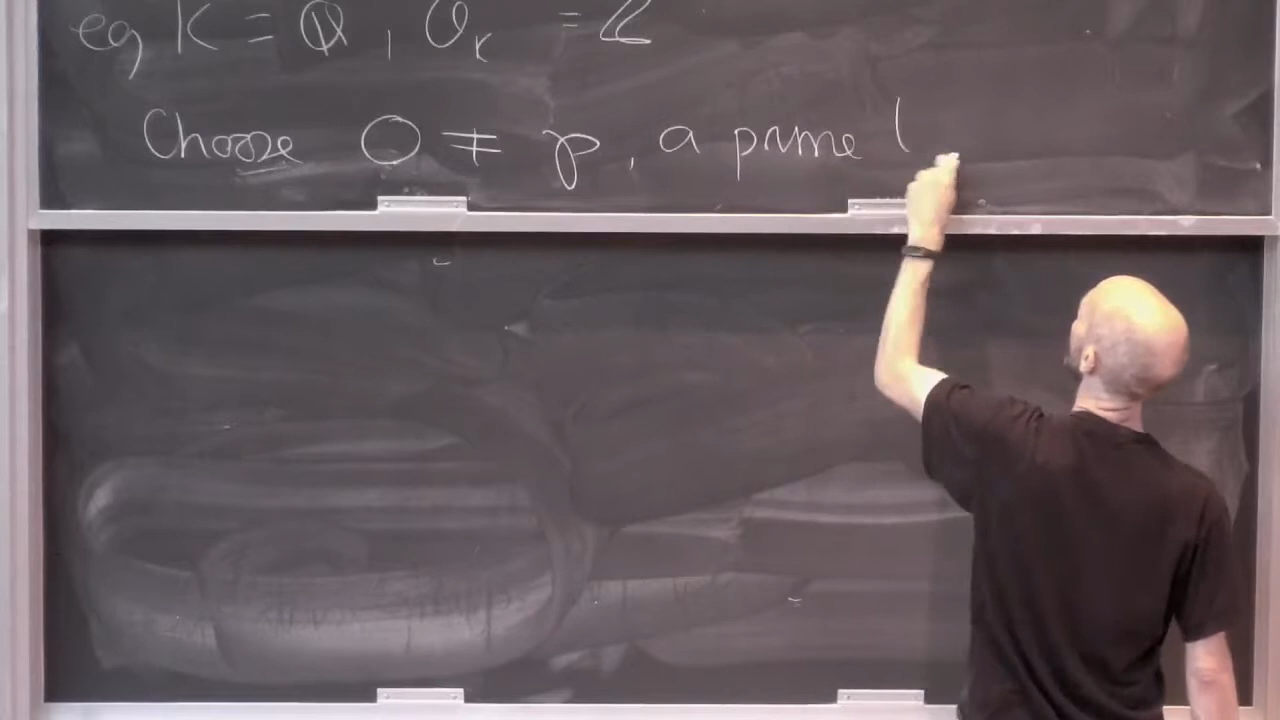 eg K = ℚ, O_K = ℤ
Choose 0 ≠ 𝔭, a prime